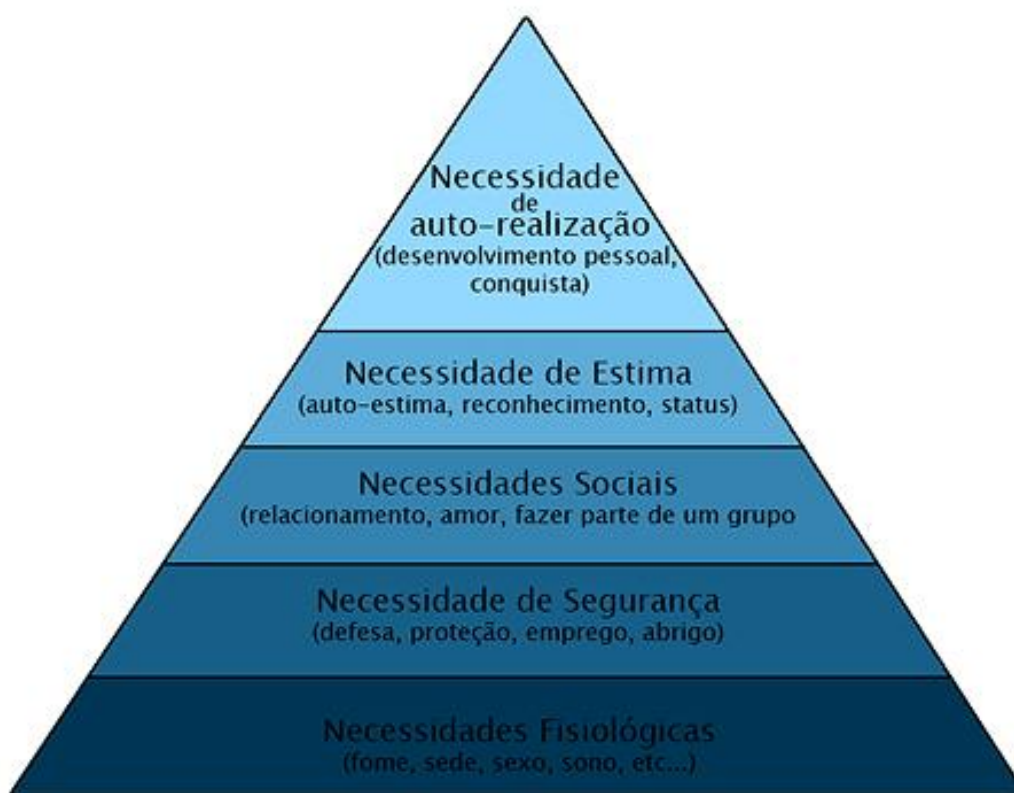 Necessidade
de
auto-realização
(desenvolvimento pessoal,
conquista)
Necessidade de Estima
(auto-estima, reconhecimento, status)
Necessidades Sociais
(relacionamento, amor, fazer parte de um grupo
Necessidade de Segurança
(defesa, proteção, emprego, abrigo)
Necessidades Fisiológicas
(fome, sede, sexo, sono, etc...)